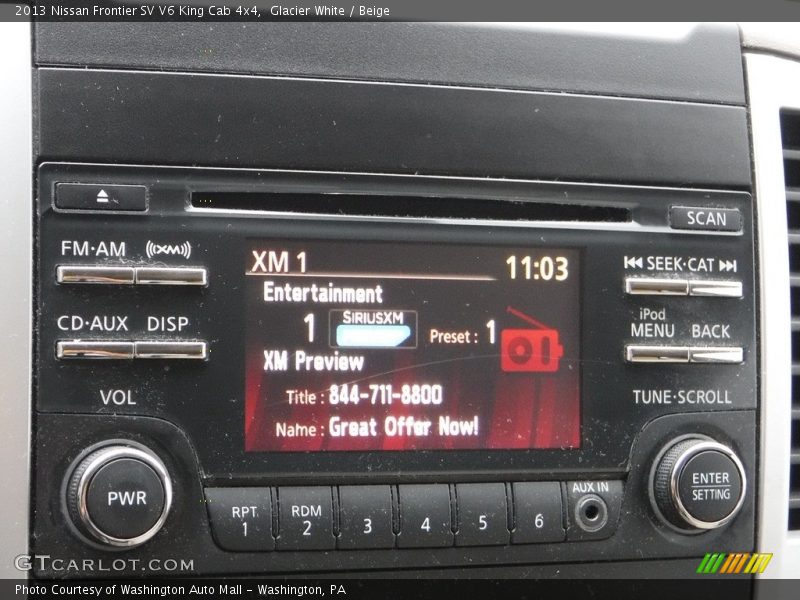 2013 Nissan Frontier SV V6 King Cab 4x4,  Glacier White / Beige
SCAN
FM·AM ((XM))
SEEK·CAT
CD·AUX DISP
iPod
MENU BACK
VOL
TUNE·SCROLL
XM 1 11:03
Entertainment
1 SIRIUSXM Preset : 1
XM Preview
Title : 844-711-8800
Name : Great Offer Now!
PWR
ENTER
SETTING
RPT
1
RDM
2
3
4
5
6
AUX IN
GTCARLOT.COM
Photo Courtesy of Washington Auto Mall – Washington, PA